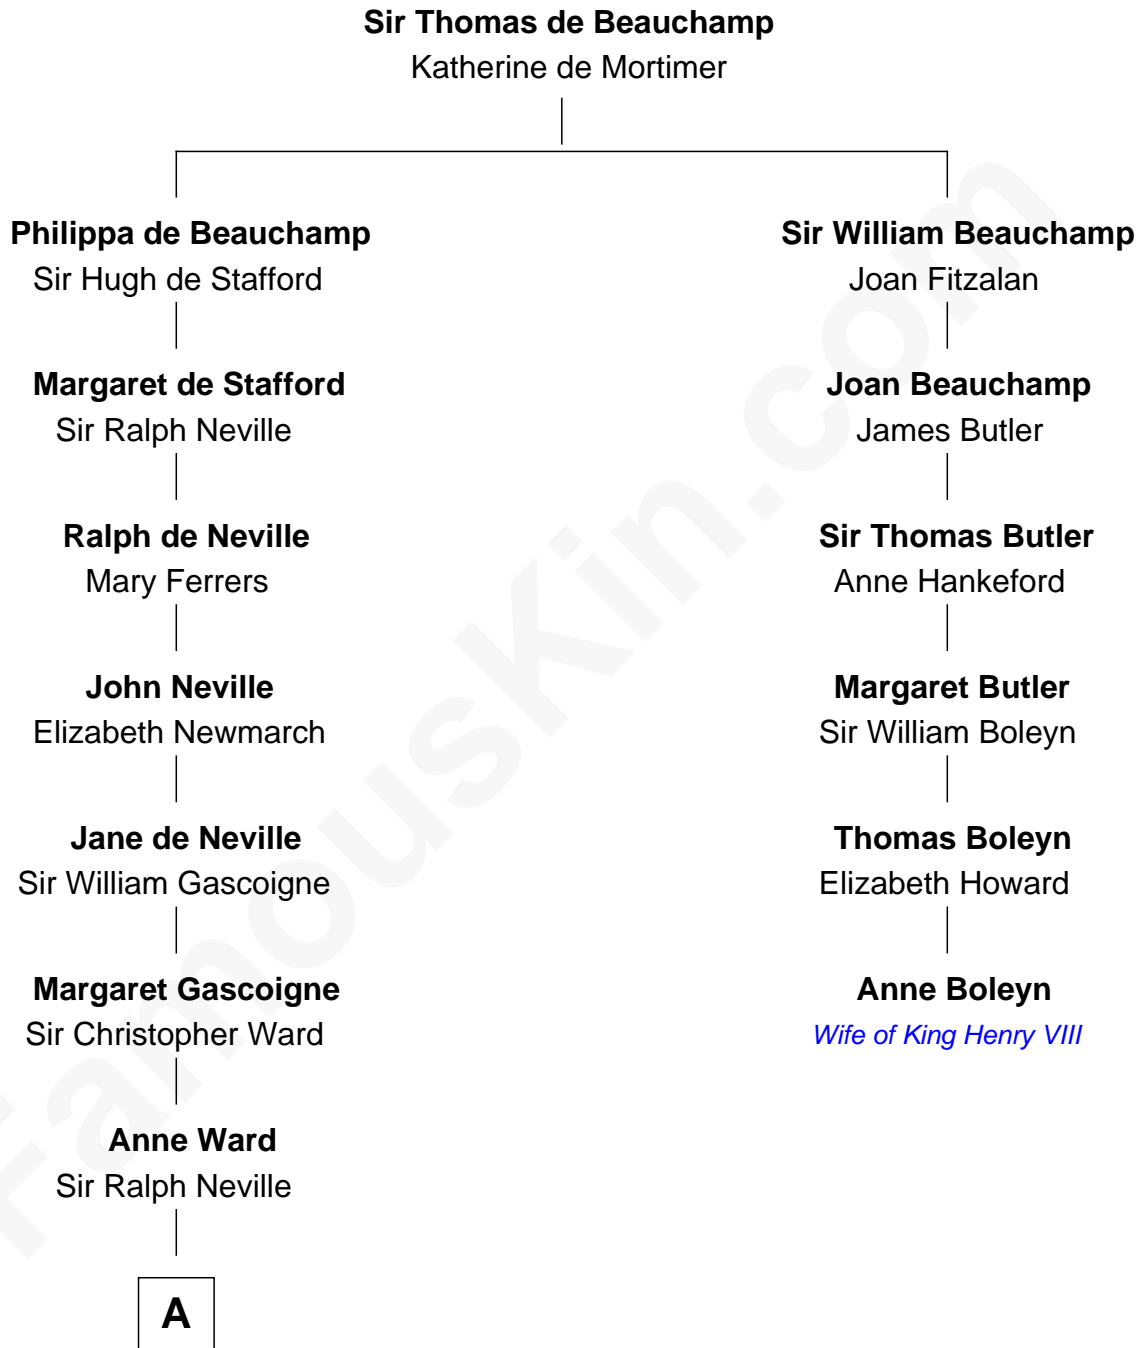 Sir Thomas de Beauchamp
Katherine de Mortimer
Philippa de Beauchamp
Sir Hugh de Stafford
Margaret de Stafford
Sir Ralph Neville
Ralph de Neville
Mary Ferrers
John Neville
Elizabeth Newmarch
Jane de Neville
Sir William Gascoigne
Margaret Gascoigne
Sir Christopher Ward
Anne Ward
Sir Ralph Neville
A
Sir William Beauchamp
Joan Fitzalan
Joan Beauchamp
James Butler
Sir Thomas Butler
Anne Hankeford
Margaret Butler
Sir William Boleyn
Thomas Boleyn
Elizabeth Howard
Anne Boleyn
Wife of King Henry VIII
FamousKin.com